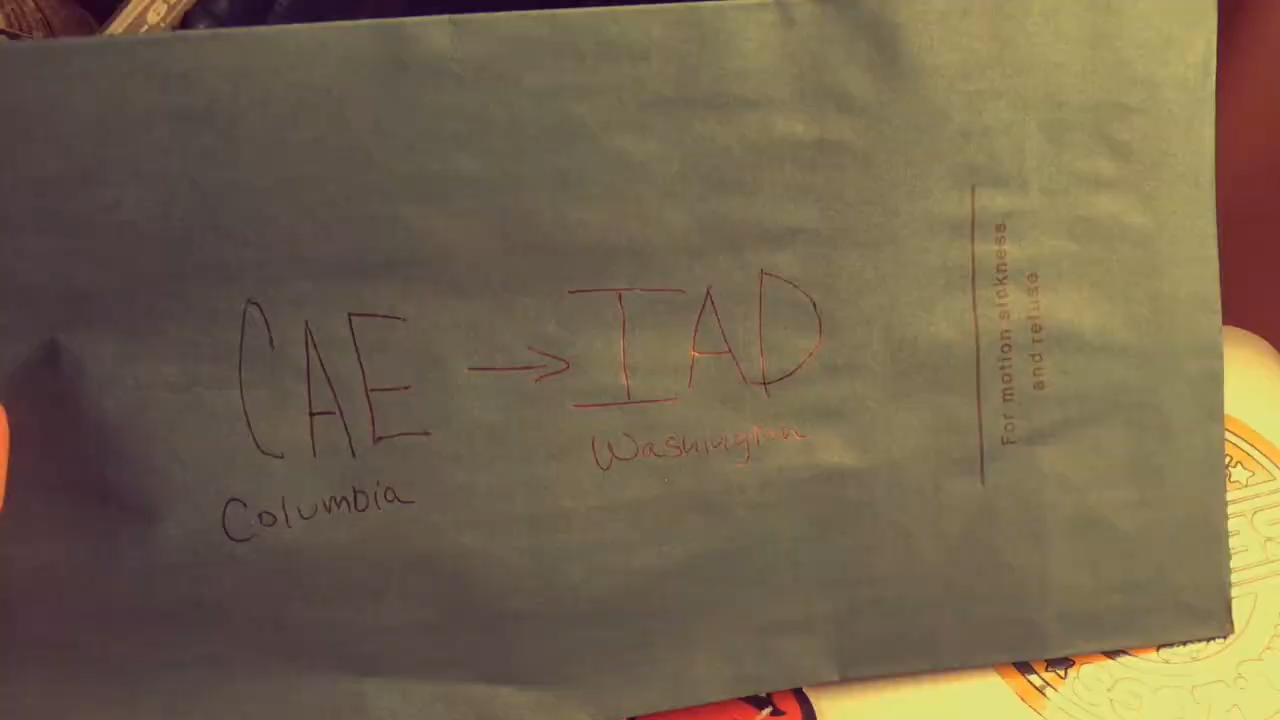 CAE → IAD
Columbia
Washington
For motion sickness
and refuse